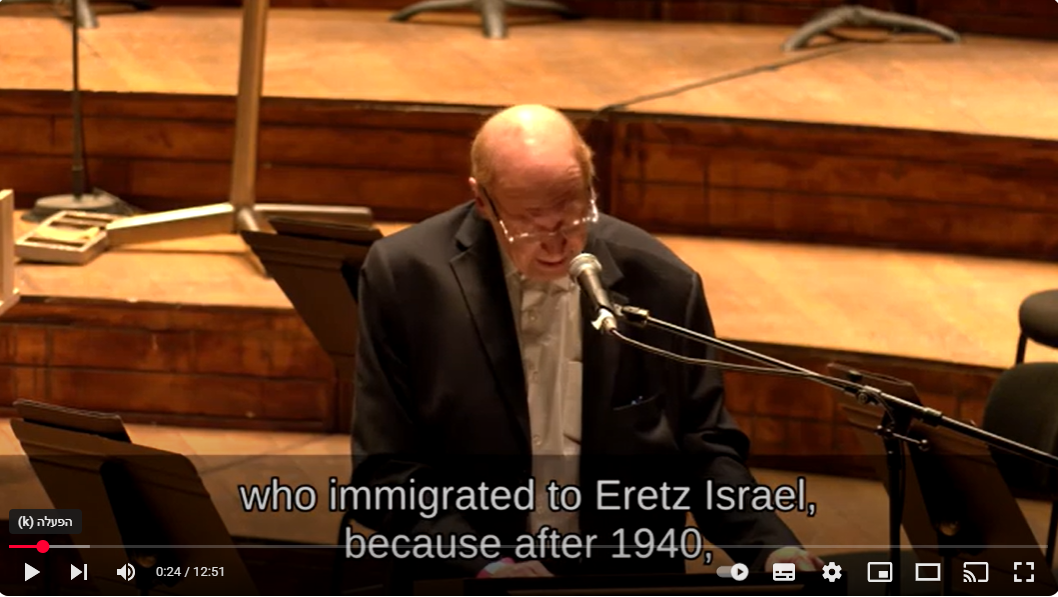 who immigrated to Eretz Israel,
because after 1940,
הפעלה (k)
0:24 / 12:51